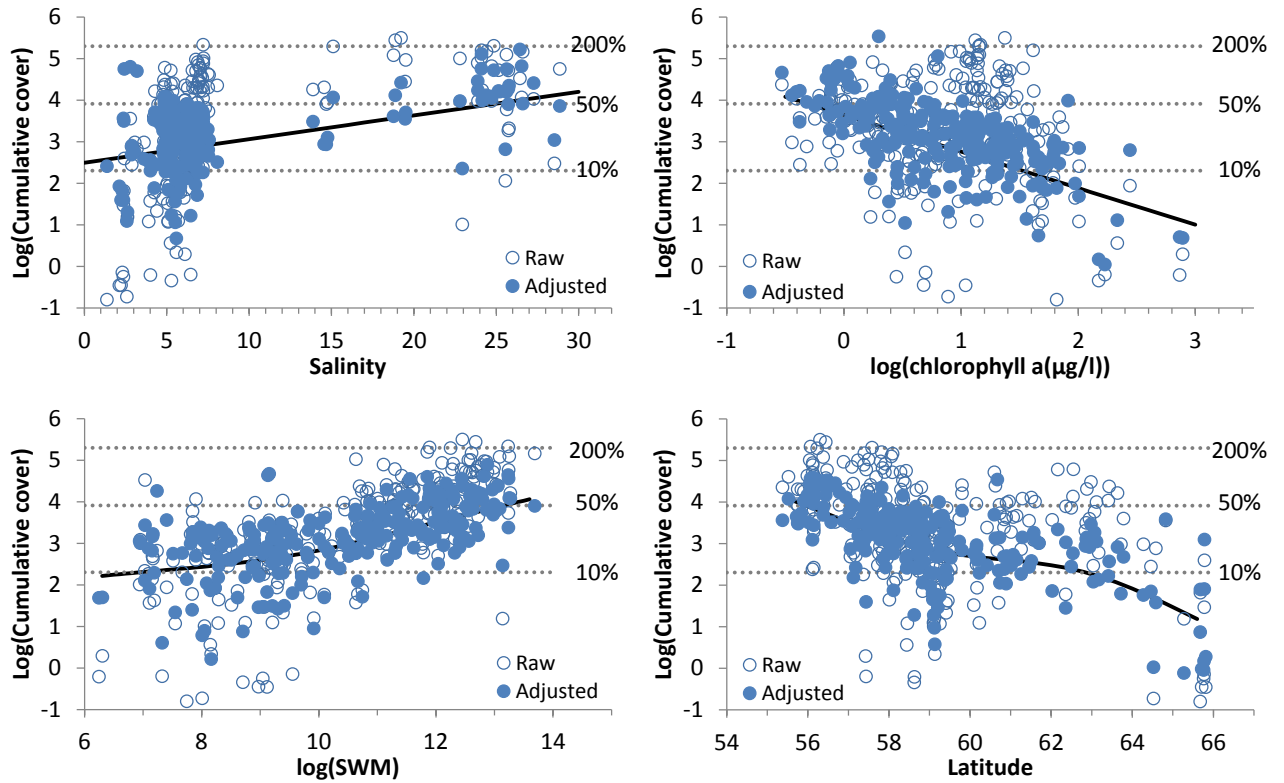 Log(Cumulative cover)
6
5
4
3
2
1
0
-1
200%
50%
10%
Raw
Adjusted
0 5 10 15 20 25 30
Salinity
Log(Cumulative cover)
6
5
4
3
2
1
0
-1
200%
50%
10%
Raw
Adjusted
-1 0 1 2 3
log(chlorophyll a(μg/l))
Log(Cumulative cover)
6
5
4
3
2
1
0
-1
200%
50%
10%
Raw
Adjusted
6 8 10 12 14
log(SWM)
Log(Cumulative cover)
6
5
4
3
2
1
0
-1
200%
50%
10%
Raw
Adjusted
54 56 58 60 62 64 66
Latitude